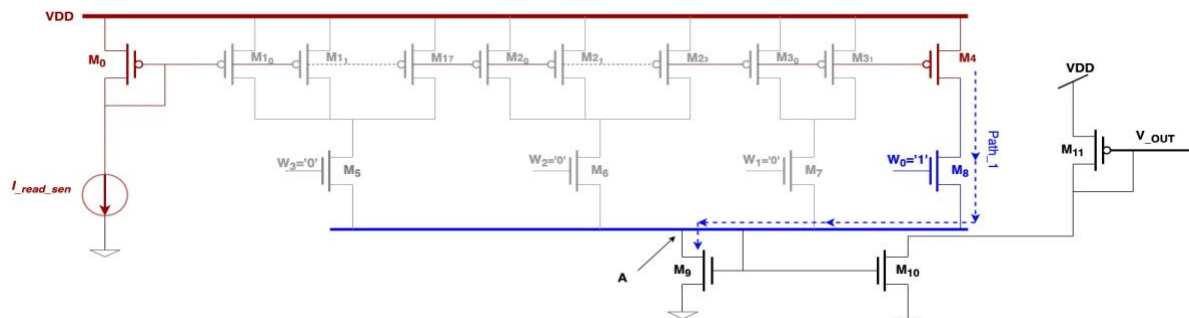 VDD
M0
M10
M11
M17
M20
M21
M23
M30
M31
M4
VDD
V_OUT
M11
Path_1
W3='0'
M5
W2='0'
M6
W1='0'
M7
W0='1'
M8
I_read_sen
A
M9
M10